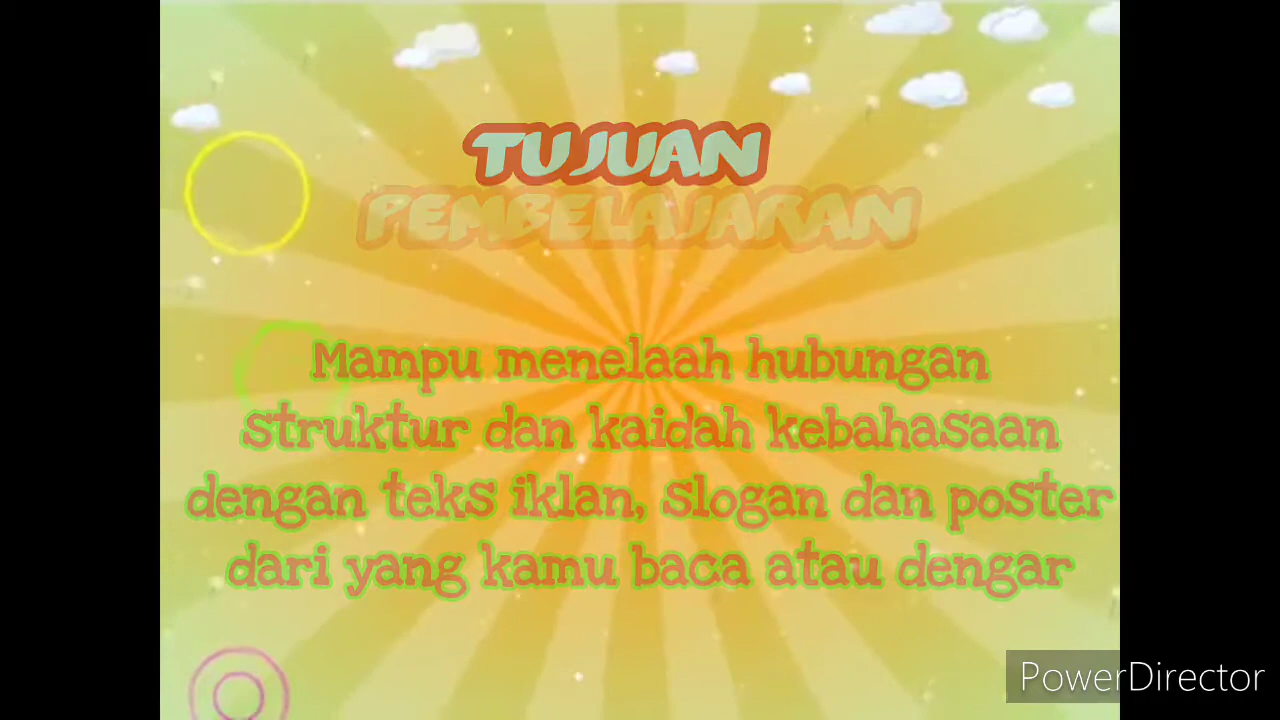 TUJUAN
PEMBELAJARAN
Mampu menelaah hubungan
struktur dan kaidah kebahasaan
dengan teks iklan, slogan dan poster
dari yang kamu baca atau dengar
PowerDirector